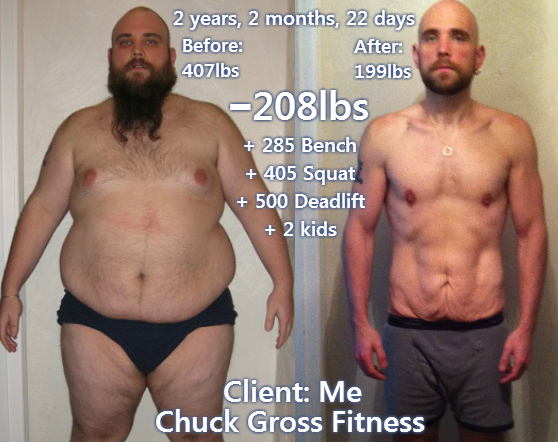 2 years, 2 months, 22 days
Before:
407lbs
After:
199lbs
−208lbs
+ 285 Bench
+ 405 Squat
+ 500 Deadlift
+ 2 kids
Client: Me
Chuck Gross Fitness